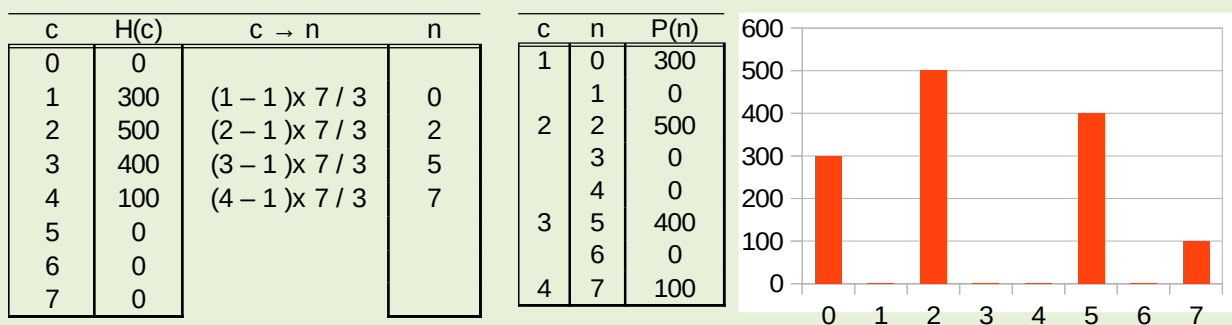 c H(c) c → n n
0 0
1 300 (1 – 1 )x 7 / 3 0
2 500 (2 – 1 )x 7 / 3 2
3 400 (3 – 1 )x 7 / 3 5
4 100 (4 – 1 )x 7 / 3 7
5 0
6 0
7 0
c n P(n)
1 0 300
1 0
2 2 500
3 0
4 0
3 5 400
6 0
4 7 100
600
500
400
300
200
100
0
0 1 2 3 4 5 6 7